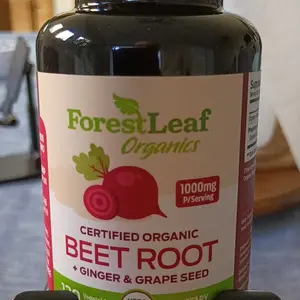 ForestLeaf
Organics
1000mg
P/Serving
CERTIFIED ORGANIC
BEET ROOT
+ GINGER & GRAPE SEED